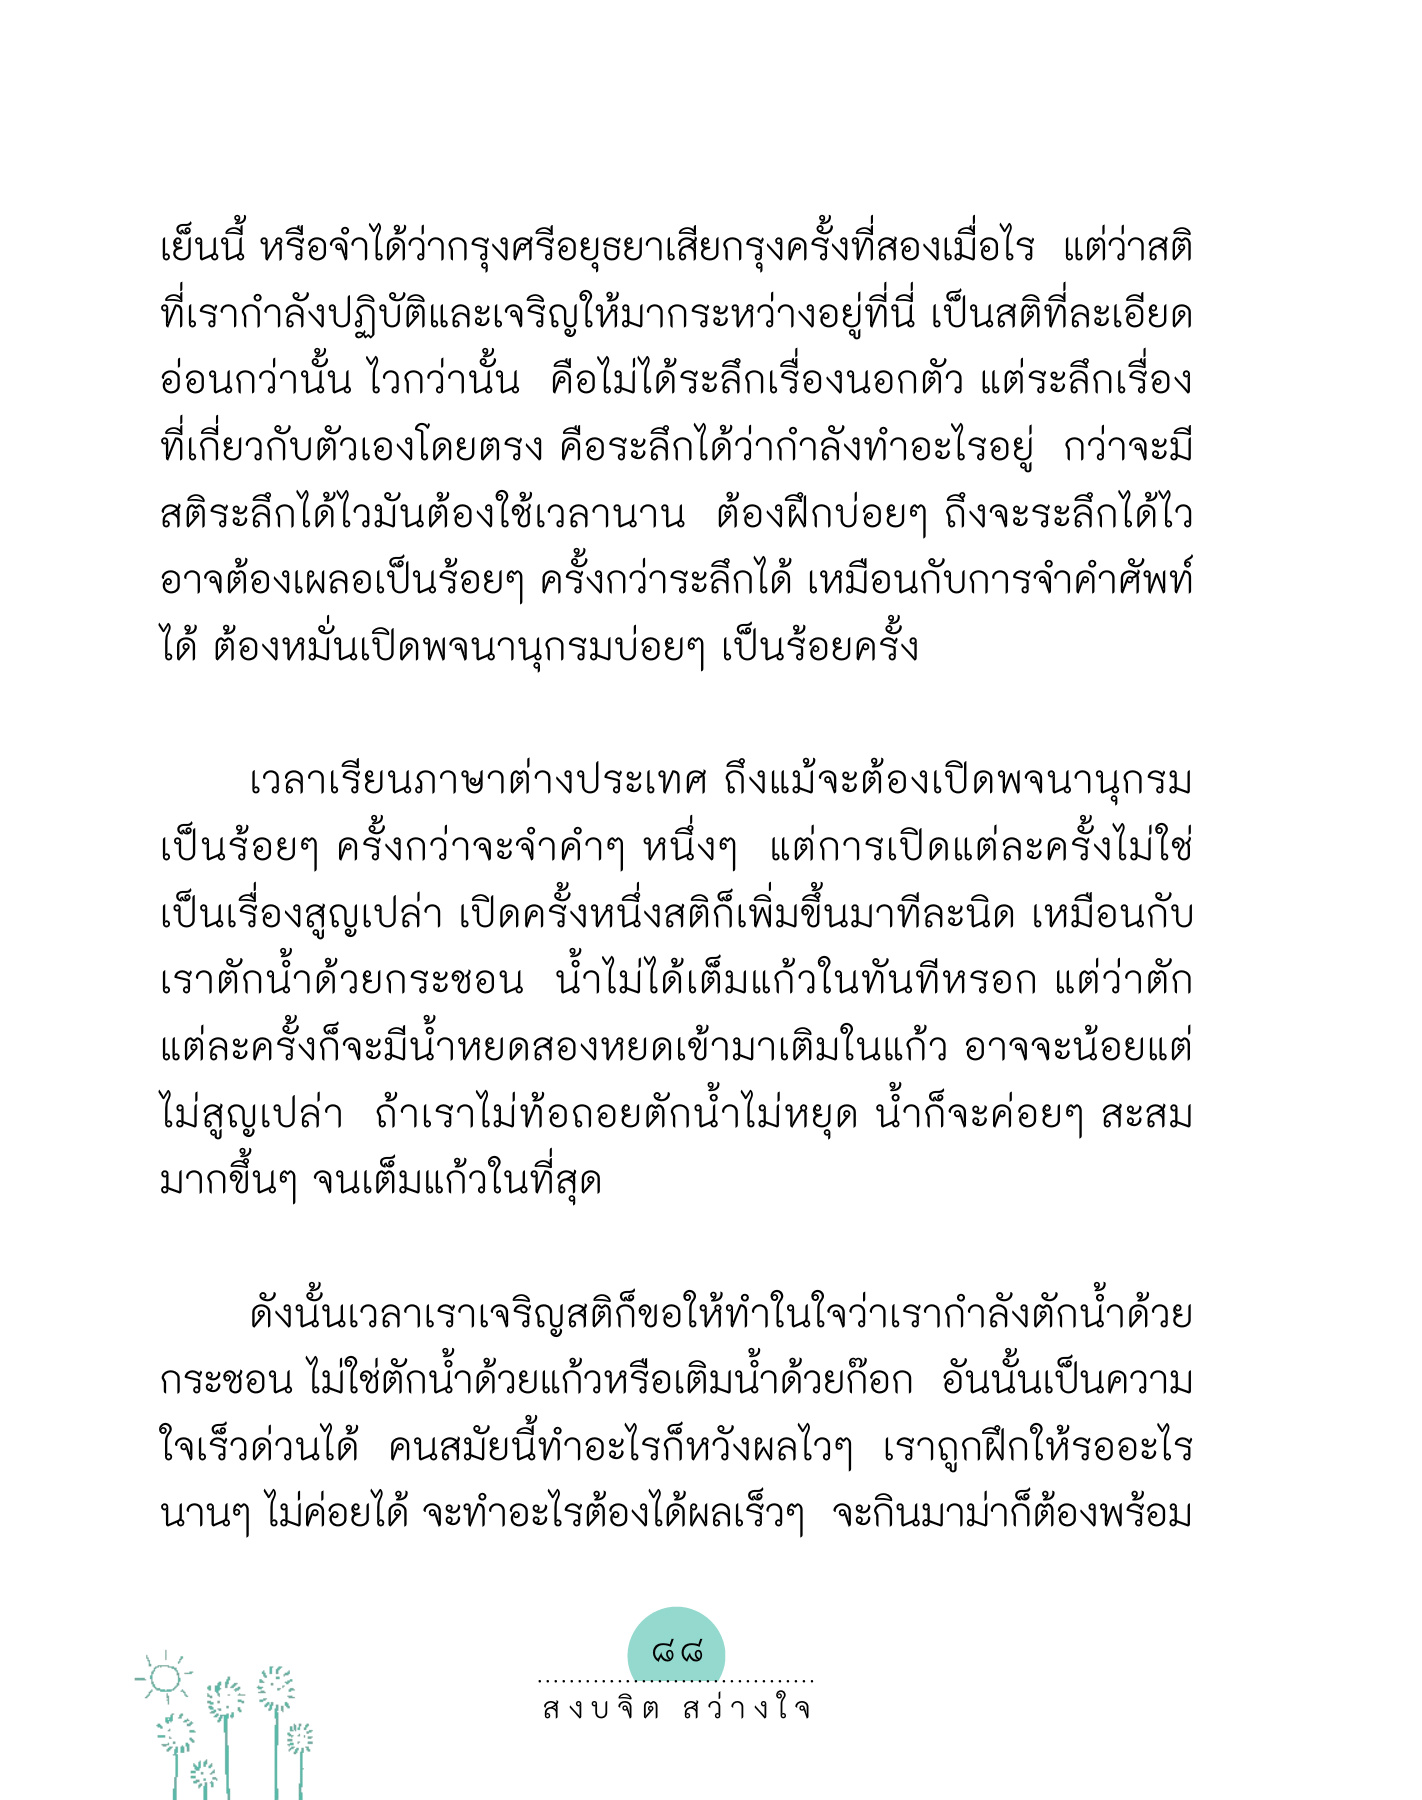 เย็นนี้ หรือจำได้ว่ากรุงศรีอยุธยาเสียกรุงครั้งที่สองเมื่อไร แต่ว่าสติ
ที่เรากำลังปฏิบัติและเจริญให้มากระหว่างอยู่ที่นี่ เป็นสติที่ละเอียด
อ่อนกว่านั้น ไวกว่านั้น คือไม่ได้ระลึกเรื่องนอกตัว แต่ระลึกเรื่อง
ที่เกี่ยวกับตัวเองโดยตรง คือระลึกได้ว่ากำลังทำอะไรอยู่ กว่าจะมี
สติระลึกได้ไวมันต้องใช้เวลานาน ต้องฝึกบ่อยๆ ถึงจะระลึกได้ไว
อาจต้องเผลอเป็นร้อยๆ ครั้งกว่าระลึกได้ เหมือนกับการจำคำศัพท์
ได้ ต้องหมั่นเปิดพจนานุกรมบ่อยๆ เป็นร้อยครั้ง
เวลาเรียนภาษาต่างประเทศ ถึงแม้จะต้องเปิดพจนานุกรม
เป็นร้อยๆ ครั้งกว่าจะจำคำๆ หนึ่งๆ แต่การเปิดแต่ละครั้งไม่ใช่
เป็นเรื่องสูญเปล่า เปิดครั้งหนึ่งสติก็เพิ่มขึ้นมาทีละนิด เหมือนกับ
เราตักน้ำด้วยกระชอน น้ำไม่ได้เต็มแก้วในทันทีหรอก แต่ว่าตัก
แต่ละครั้งก็จะมีน้ำหยดสองหยดเข้ามาเติมในแก้ว อาจจะน้อยแต่
ไม่สูญเปล่า ถ้าเราไม่ท้อถอยตักน้ำไม่หยุด น้ำก็จะค่อยๆ สะสม
มากขึ้นๆ จนเต็มแก้วในที่สุด
ดังนั้นเวลาเราเจริญสติก็ขอให้ทำในใจว่าเรากำลังตักน้ำด้วย
กระชอน ไม่ใช่ตักน้ำด้วยแก้วหรือเติมน้ำด้วยก๊อก อันนั้นเป็นความ
ใจเร็วด่วนได้ คนสมัยนี้ทำอะไรก็หวังผลไวๆ เราถูกฝึกให้รออะไร
นานๆ ไม่ค่อยได้ จะทำอะไรต้องได้ผลเร็วๆ จะกินมาม่าก็ต้องพร้อม
๘๘
สงบจิต สว่างใจ